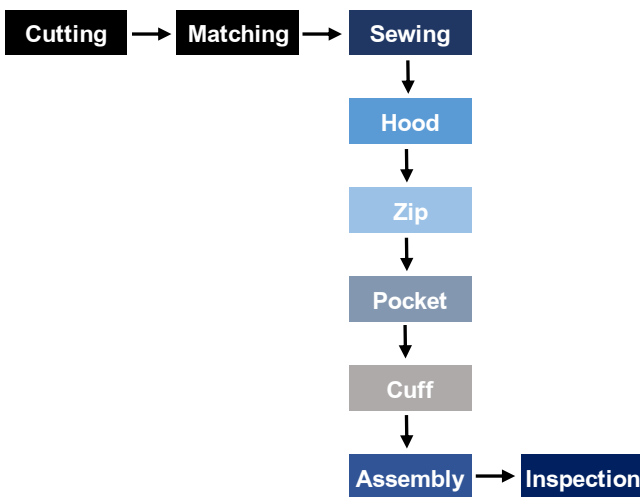 Cutting
Matching
Sewing
Hood
Zip
Pocket
Cuff
Assembly
Inspection